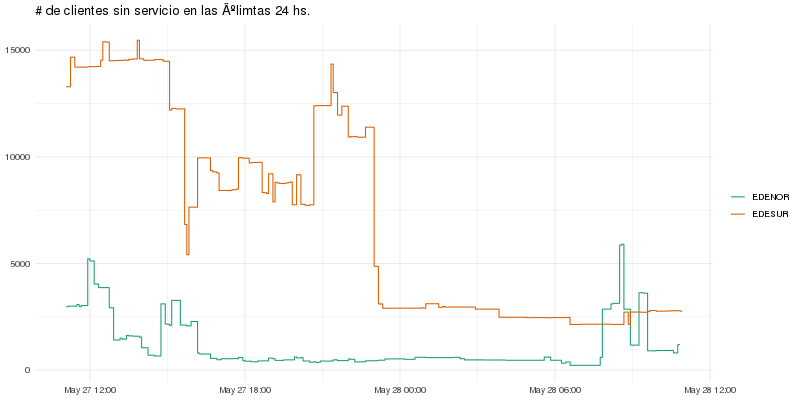 # de clientes sin servicio en las Ãºlimtas 24 hs.
15000
10000
5000
0
May 27 12:00
May 27 18:00
May 28 00:00
May 28 06:00
May 28 12:00
EDENOR
EDESUR